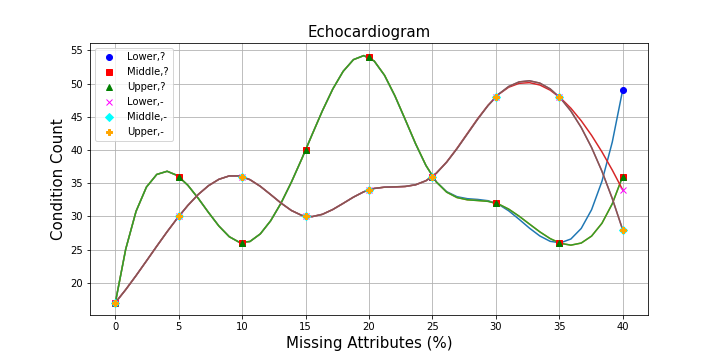 Echocardiogram
Condition Count
55
50
45
40
35
30
25
20
Lower,?
Middle,?
Upper,?
Lower,-
Middle,-
Upper,-
0 5 10 15 20 25 30 35 40
Missing Attributes (%)